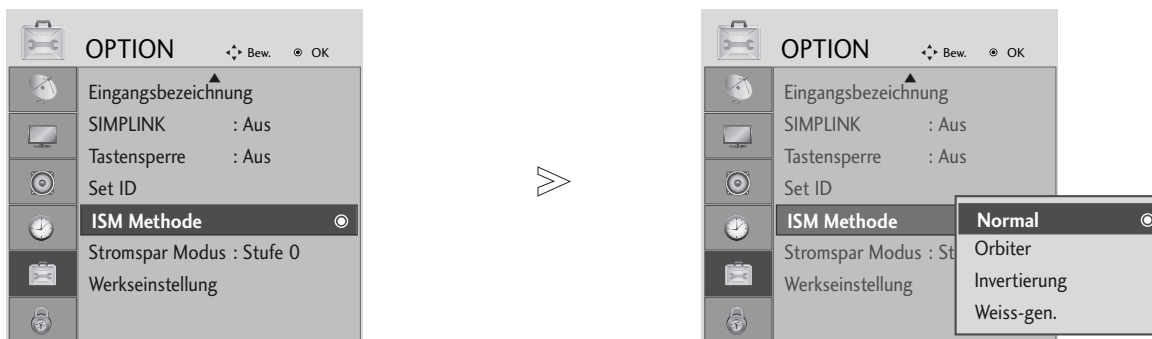 OPTION Bew. OK
Eingangsbezeichnung
SIMPLINK : Aus
Tastensperre : Aus
Set ID
ISM Methode
Stromspar Modus : Stufe 0
Werkseinstellung
OPTION Bew. OK
Eingangsbezeichnung
SIMPLINK : Aus
Tastensperre : Aus
Set ID
ISM Methode
Stromspar Modus : St
Werkseinstellung
Normal
Orbiter
Invertierung
Weiss-gen.